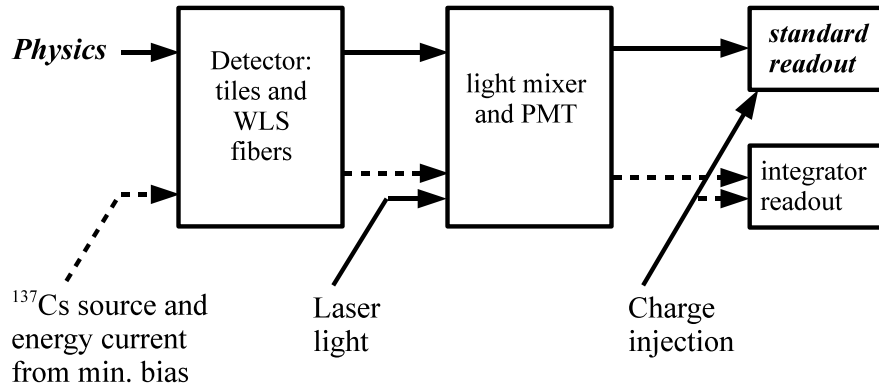 Physics
Detector:
tiles and
WLS
fibers
light mixer
and PMT
standard
readout
integrator
readout
¹³⁷Cs source and
energy current
from min. bias
Laser
light
Charge
injection